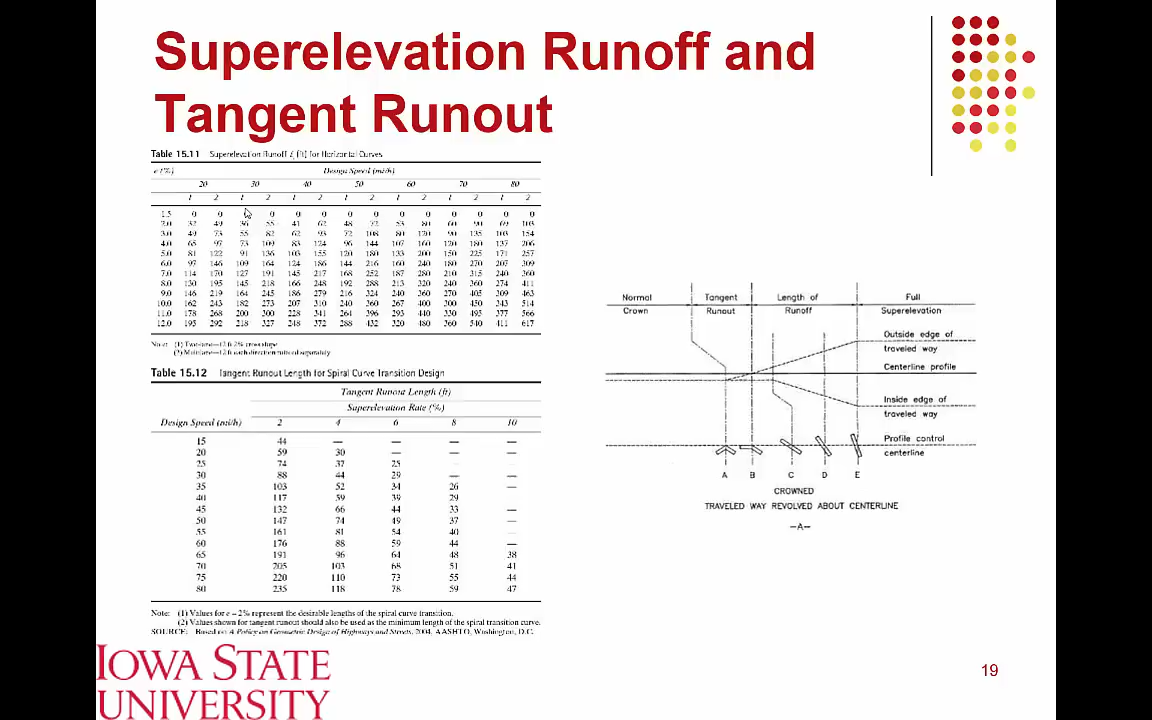 Superelevation Runoff and
Tangent Runout
Table 15.11 Superelevation Runoff L (ft) for Horizontal Curves
e (%) Design Speed (mi/h)
20 30 40 50 60 70 80
1 2 1 2 1 2 1 2 1 2 1 2 1 2
1.5 0 0 0 0 0 0 0 0 0 0 0 0 0 0
2.0 32 49 36 55 41 62 48 72 53 80 60 90 69 103
3.0 49 73 55 82 62 93 72 108 80 120 90 135 103 154
4.0 65 97 73 109 83 124 96 144 107 160 120 180 137 206
5.0 81 122 91 136 103 155 120 180 133 200 150 225 171 257
6.0 97 146 109 164 124 186 144 216 160 240 180 270 207 309
7.0 114 170 127 191 145 217 168 252 187 280 210 315 240 360
8.0 130 195 145 218 166 248 192 288 213 320 240 360 274 411
9.0 146 219 164 245 186 279 216 324 240 360 270 405 309 463
10.0 162 243 182 273 207 310 240 360 267 400 300 450 343 514
11.0 178 268 200 300 228 341 264 396 293 440 330 495 377 566
12.0 195 292 218 327 248 372 288 432 320 480 360 540 411 617
Note: (1) Two-lane—12 ft 2% cross slope
(2) Multilane—12 ft each direction rotated separately
Table 15.12 Tangent Runout Length for Spiral Curve Transition Design
Tangent Runout Length (ft)
Superelevation Rate (%)
Design Speed (mi/h) 2 4 6 8 10
15 44 — — — —
20 59 30 — — —
25 74 37 25 — —
30 88 44 29 — —
35 103 52 34 26 —
40 117 59 39 29
45 132 66 44 33 —
50 147 74 49 37 —
55 161 81 54 40 —
60 176 88 59 44 —
65 191 96 64 48 38
70 205 103 68 51 41
75 220 110 73 55 44
80 235 118 78 59 47
Note: (1) Values for e = 2% represent the desirable lengths of the spiral curve transition.
(2) Values shown for tangent runout should also be used as the minimum length of the spiral transition curve.
SOURCE: Based on A Policy on Geometric Design of Highways and Streets, 2004, AASHTO, Washington, D.C.
Normal Tangent Length of Full
Crown Runout Runoff Superelevation
Outside edge of
traveled way
Centerline profile
Inside edge of
traveled way
Profile control
centerline
A B C D E
CROWNED
TRAVELED WAY REVOLVED ABOUT CENTERLINE
—A—
IOWA STATE
UNIVERSITY
19